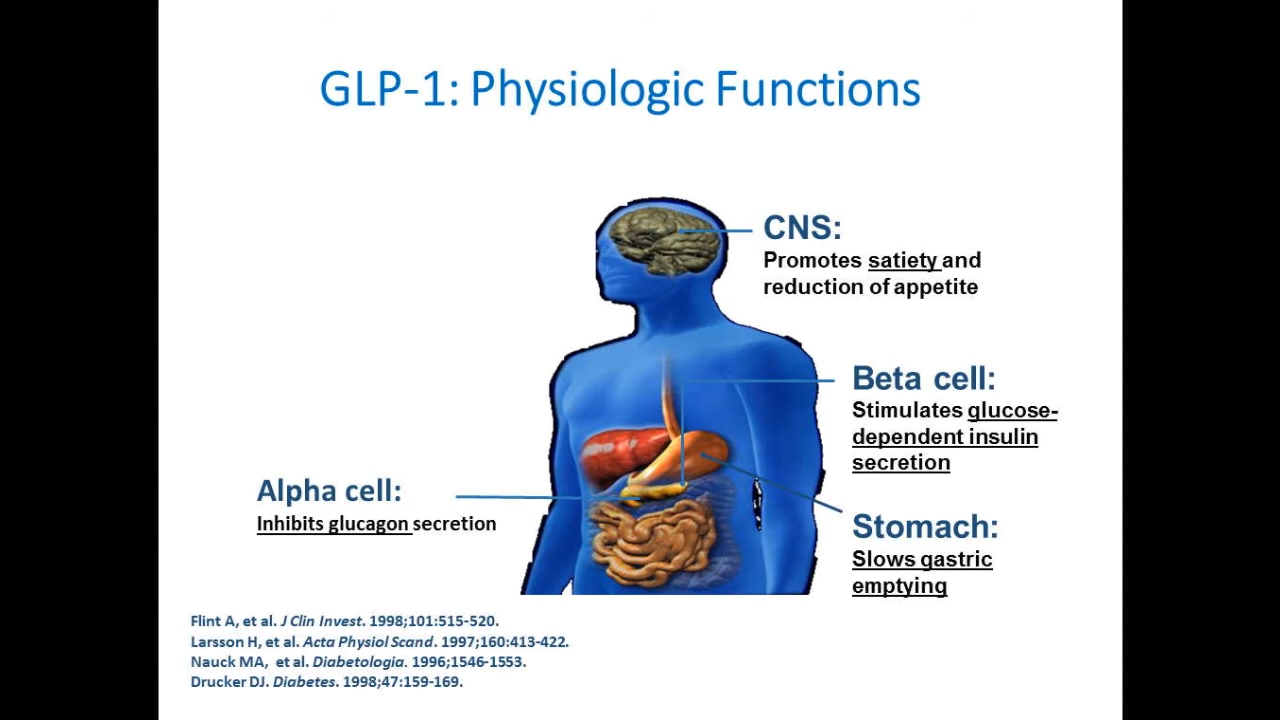 GLP-1: Physiologic Functions
CNS:
Promotes satiety and
reduction of appetite
Beta cell:
Stimulates glucose-
dependent insulin
secretion
Alpha cell:
Inhibits glucagon secretion
Stomach:
Slows gastric
emptying
Flint A, et al. J Clin Invest. 1998;101:515-520.
Larsson H, et al. Acta Physiol Scand. 1997;160:413-422.
Nauck MA, et al. Diabetologia. 1996;1546-1553.
Drucker DJ. Diabetes. 1998;47:159-169.